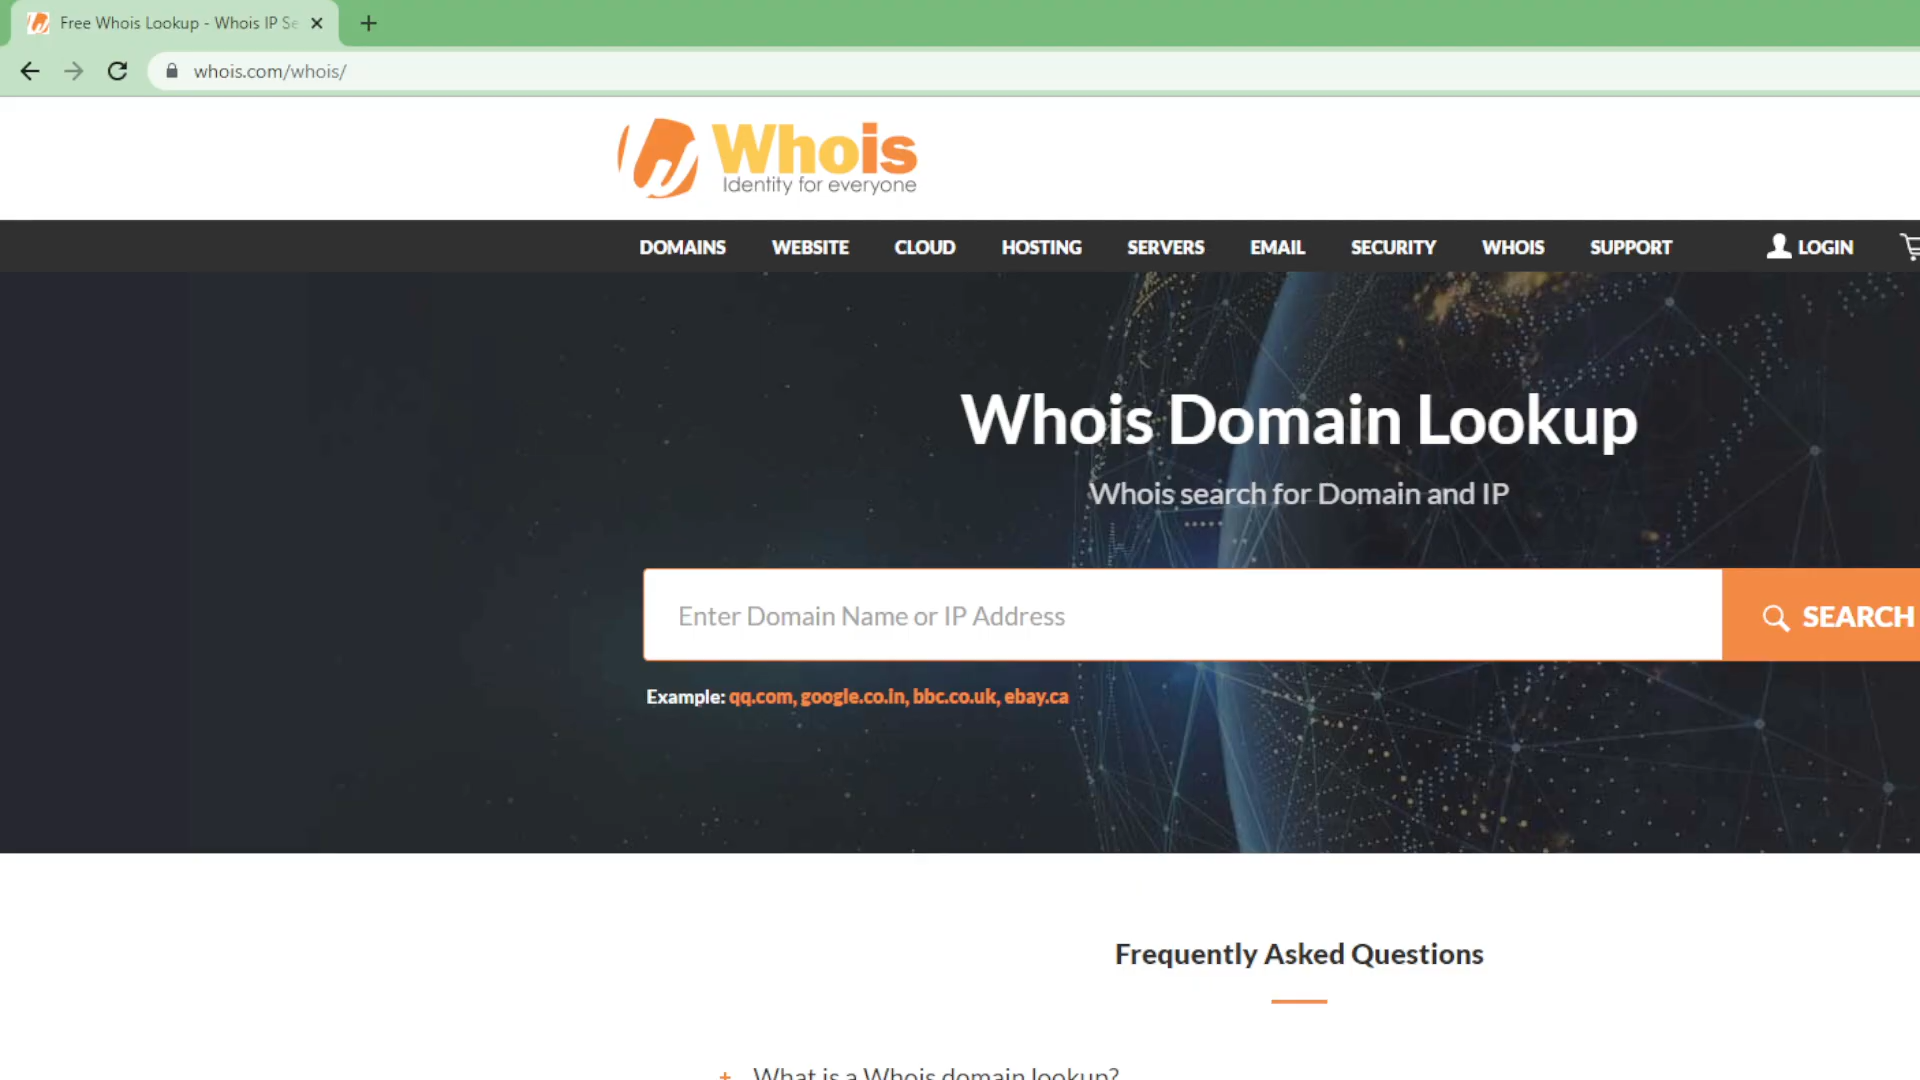 Free Whois Lookup - Whois IP Se
whois.com/whois/
Whois
Identity for everyone
DOMAINS WEBSITE CLOUD HOSTING SERVERS EMAIL SECURITY WHOIS SUPPORT LOGIN
Whois Domain Lookup
Whois search for Domain and IP
Enter Domain Name or IP Address
SEARCH
Example: qq.com, google.co.in, bbc.co.uk, ebay.ca
Frequently Asked Questions
+ What is a Whois domain lookup?